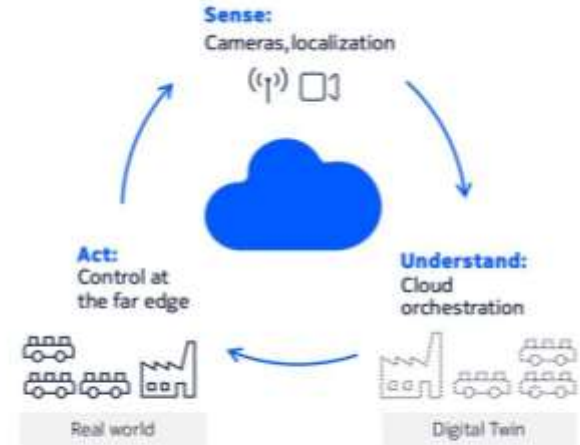 Sense:
Cameras, localization
Act:
Control at
the far edge
Understand:
Cloud
orchestration
Real world
Digital Twin